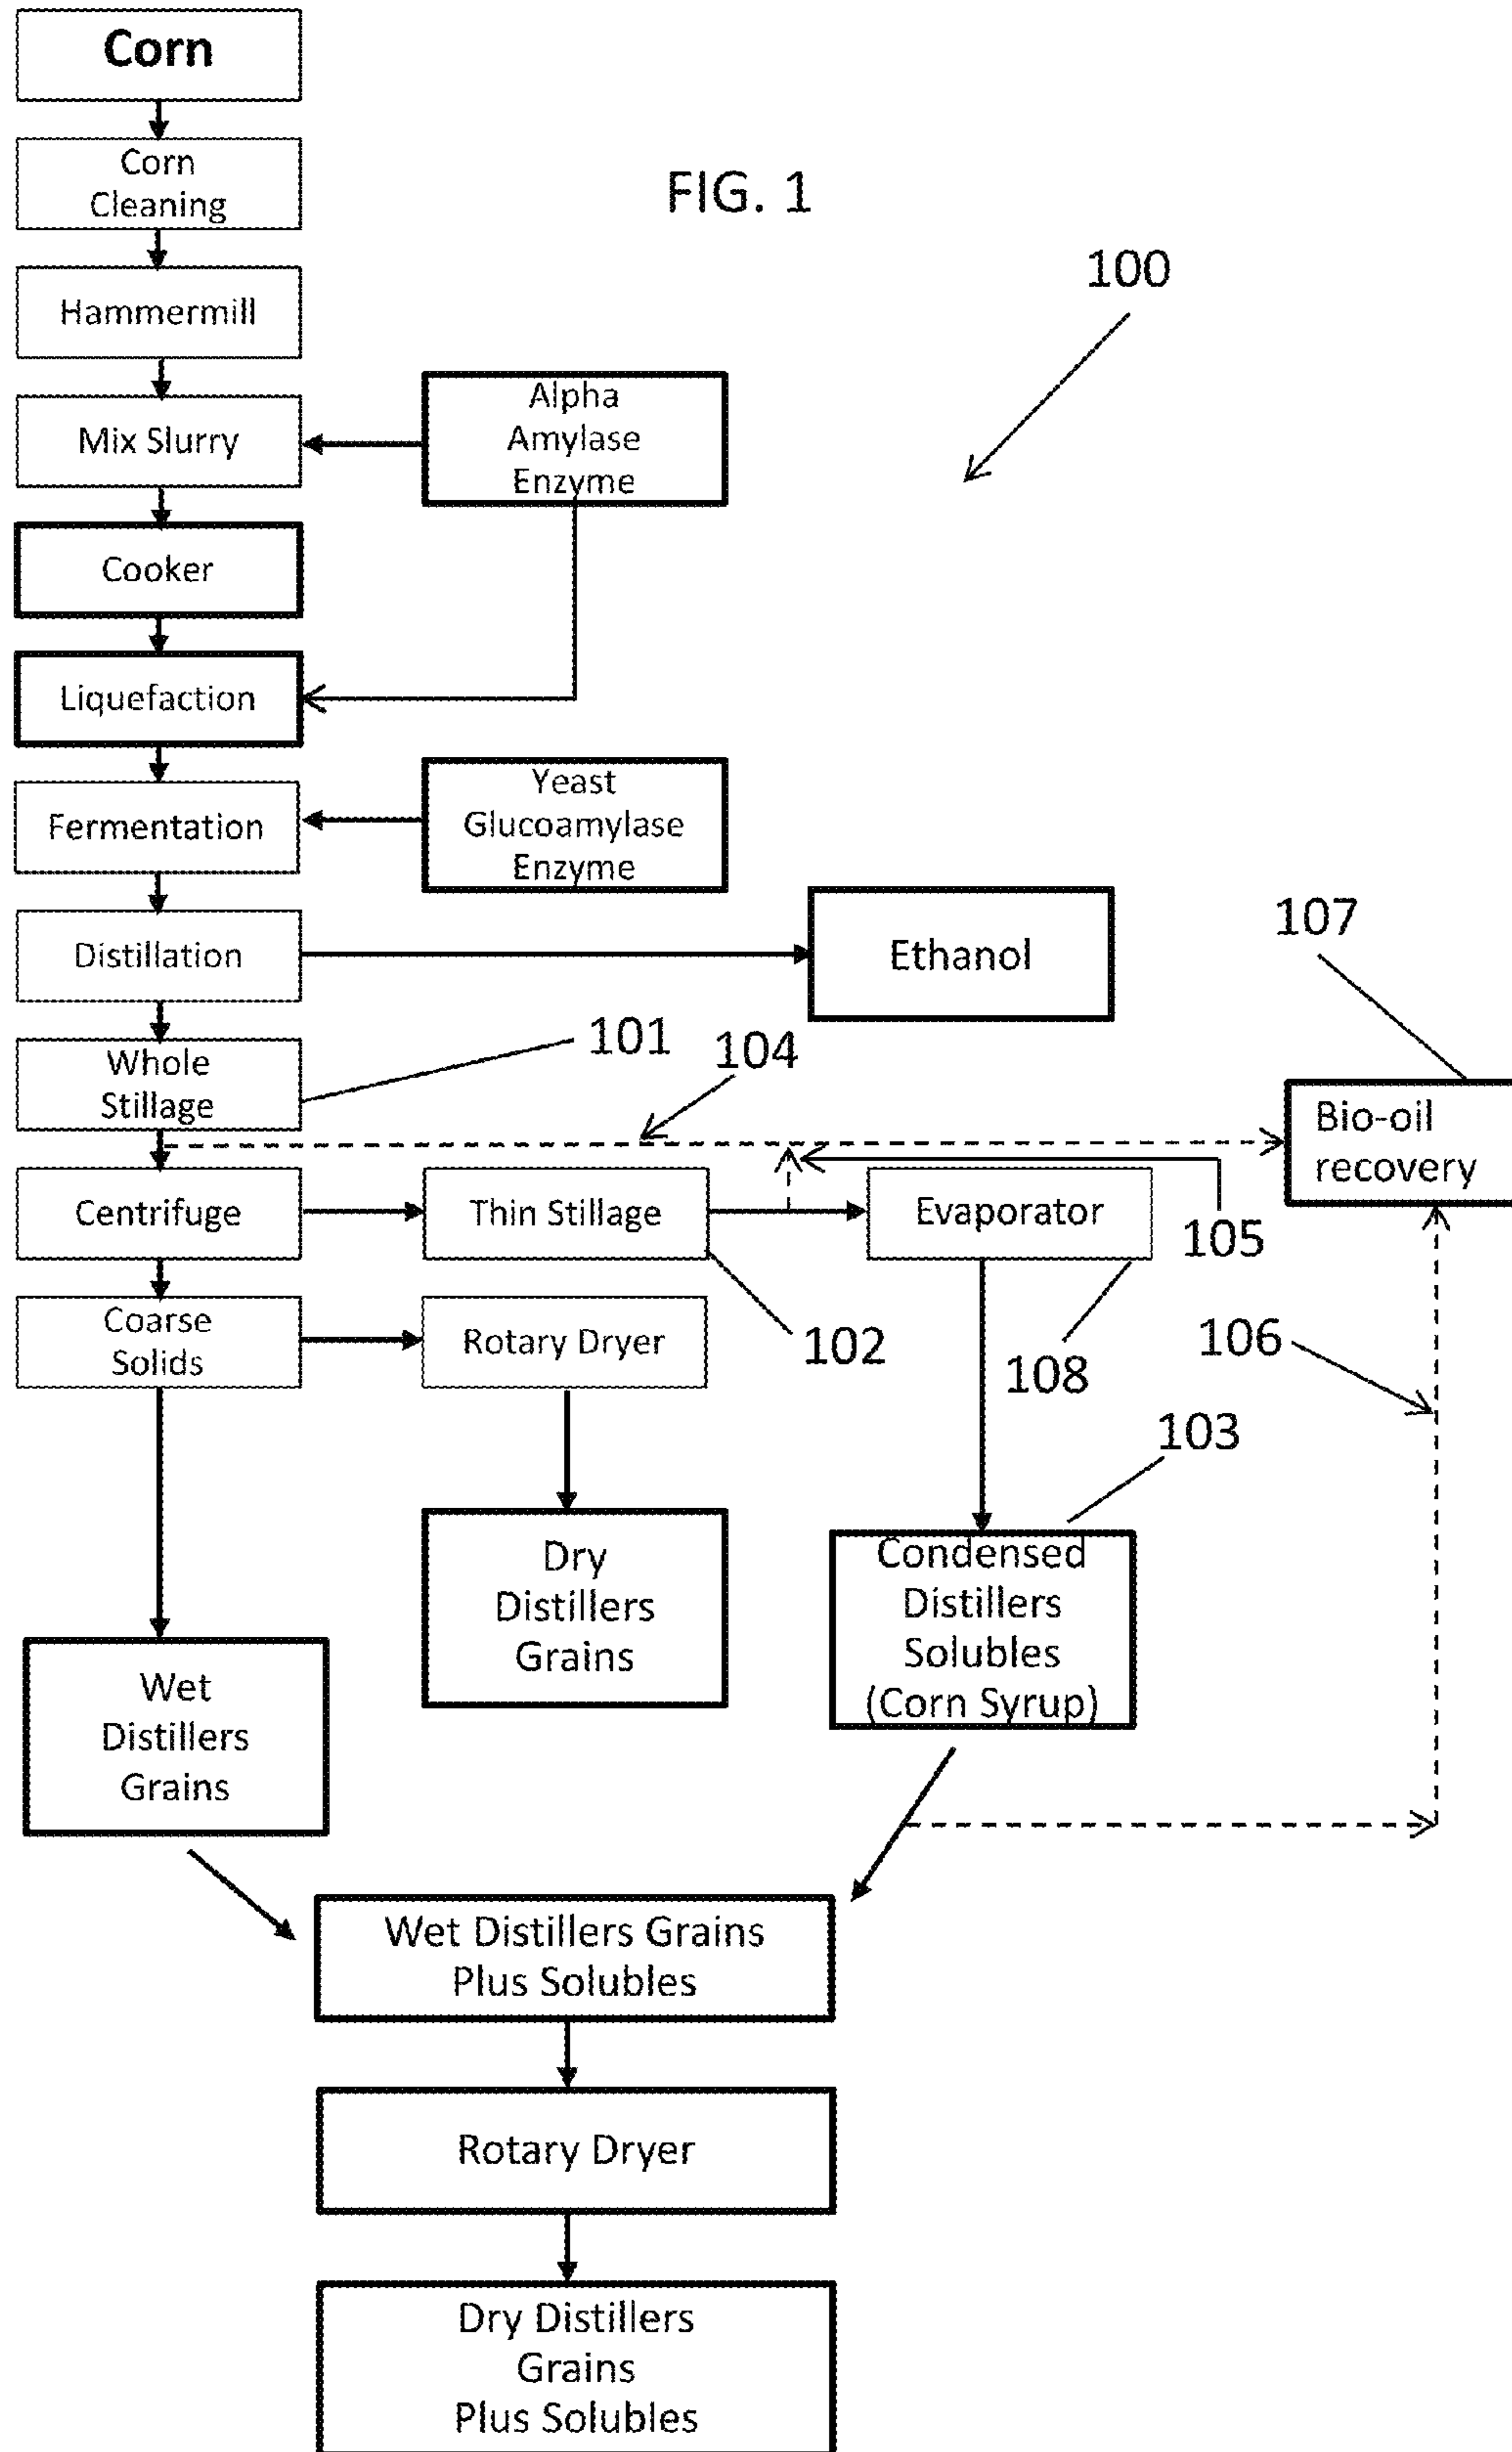 Corn
Corn
Cleaning
FIG. 1
100
Hammermill
Mix Slurry
Alpha
Amylase
Enzyme
Cooker
Liquefaction
Fermentation
Yeast
Glucoamylase
Enzyme
Distillation
Ethanol
107
Whole
Stillage
101
104
Bio-oil
recovery
Centrifuge
Thin Stillage
Evaporator
105
Coarse
Solids
Rotary Dryer
102
108
106
103
Dry
Distillers
Grains
Condensed
Distillers
Solubles
(Corn Syrup)
Wet
Distillers
Grains
Wet Distillers Grains
Plus Solubles
Rotary Dryer
Dry Distillers
Grains
Plus Solubles